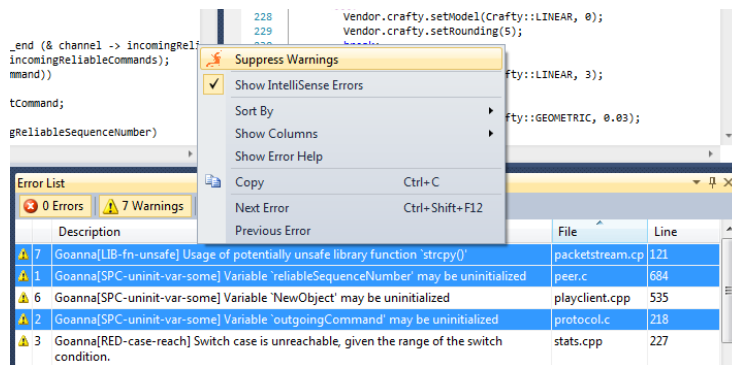 228 Vendor.crafty.setModel(Crafty::LINEAR, 0);
229 Vendor.crafty.setRounding(5);
_end (& channel -> incomingReli
incomingReliableCommands);
mmand))
fty::LINEAR, 3);
tCommand;
fty::GEOMETRIC, 0.03);
gReliableSequenceNumber)
Suppress Warnings
Show IntelliSense Errors
Sort By
Show Columns
Show Error Help
Copy Ctrl+C
Next Error Ctrl+Shift+F12
Previous Error
Error List
0 Errors 7 Warnings
Description File Line
7 Goanna[LIB-fn-unsafe] Usage of potentially unsafe library function `strcpy()' packetstream.cp 121
1 Goanna[SPC-uninit-var-some] Variable `reliableSequenceNumber' may be uninitialized peer.c 684
6 Goanna[SPC-uninit-var-some] Variable `NewObject' may be uninitialized playclient.cpp 535
2 Goanna[SPC-uninit-var-some] Variable `outgoingCommand' may be uninitialized protocol.c 218
3 Goanna[RED-case-reach] Switch case is unreachable, given the range of the switch stats.cpp 227
condition.